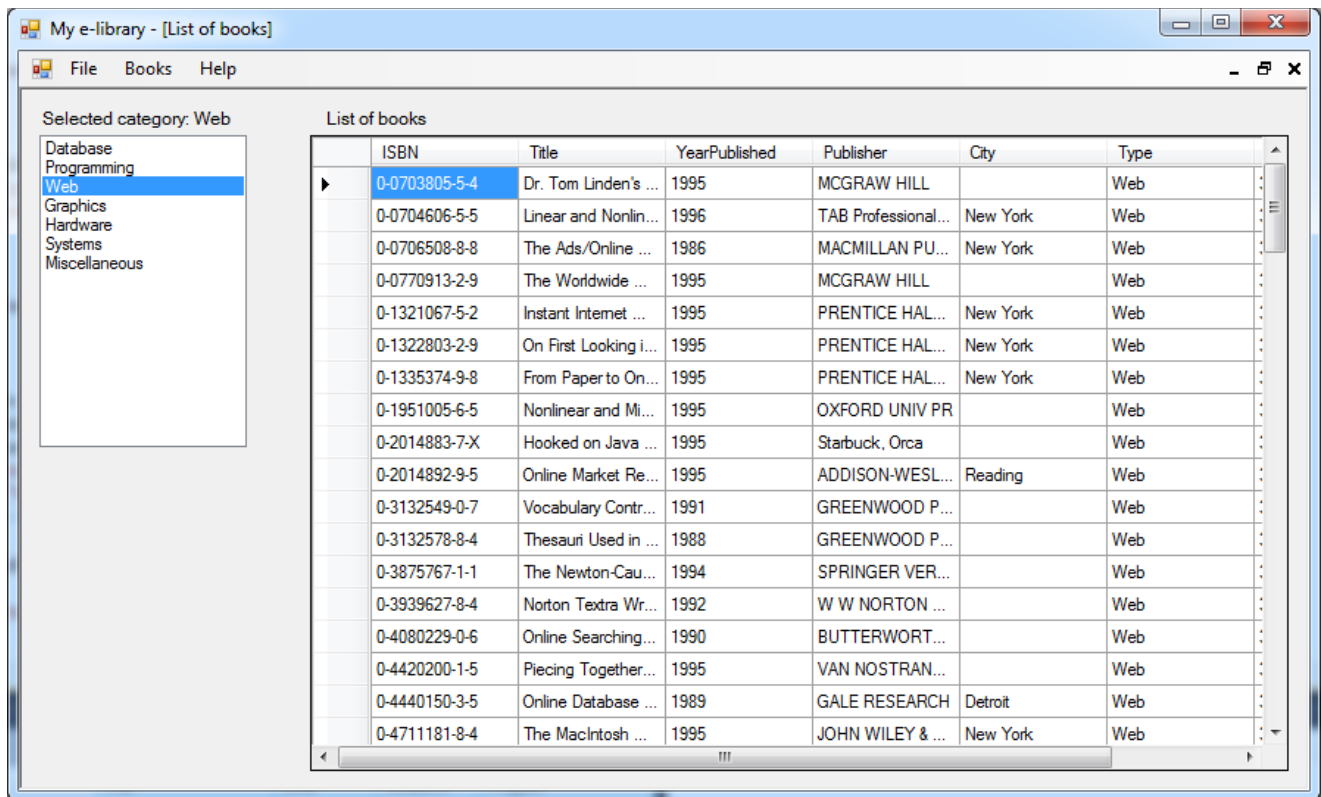 My e-library - [List of books]
File Books Help
Selected category: Web
Database
Programming
Web
Graphics
Hardware
Systems
Miscellaneous
List of books
ISBN Title YearPublished Publisher City Type
0-0703805-5-4 Dr. Tom Linden's ... 1995 MCGRAW HILL Web
0-0704606-5-5 Linear and Nonlin... 1996 TAB Professional... New York Web
0-0706508-8-8 The Ads/Online ... 1986 MACMILLAN PU... New York Web
0-0770913-2-9 The Worldwide ... 1995 MCGRAW HILL Web
0-1321067-5-2 Instant Internet ... 1995 PRENTICE HAL... New York Web
0-1322803-2-9 On First Looking i... 1995 PRENTICE HAL... New York Web
0-1335374-9-8 From Paper to On... 1995 PRENTICE HAL... New York Web
0-1951005-6-5 Nonlinear and Mi... 1995 OXFORD UNIV PR Web
0-2014883-7-X Hooked on Java ... 1995 Starbuck, Orca Web
0-2014892-9-5 Online Market Re... 1995 ADDISON-WESL... Reading Web
0-3132549-0-7 Vocabulary Contr... 1991 GREENWOOD P... Web
0-3132578-8-4 Thesauri Used in ... 1988 GREENWOOD P... Web
0-3875767-1-1 The Newton-Cau... 1994 SPRINGER VER... Web
0-3939627-8-4 Norton Textra Wr... 1992 W W NORTON ... Web
0-4080229-0-6 Online Searching... 1990 BUTTERWORT... Web
0-4420200-1-5 Piecing Together... 1995 VAN NOSTRAN... Web
0-4440150-3-5 Online Database ... 1989 GALE RESEARCH Detroit Web
0-4711181-8-4 The MacIntosh ... 1995 JOHN WILEY & ... New York Web